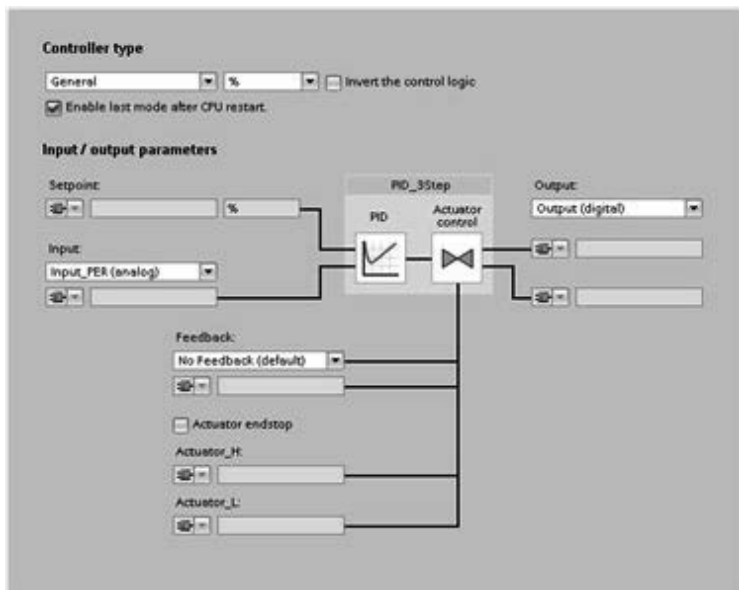 Controller type
General % Invert the control logic
Enable last mode after CPU restart.
Input / output parameters
Setpoint:
%
Input:
Input_PER (analog)
PID_3Step
PID
Actuator
control
Output:
Output (digital)
Feedback:
No Feedback (default)
Actuator endstop
Actuator_H:
Actuator_L: